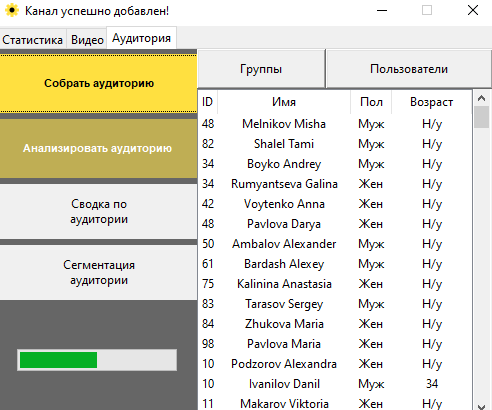 Канал успешно добавлен!
Статистика Видео Аудитория
Собрать аудиторию
Анализировать аудиторию
Сводка по
аудитории
Сегментация
аудитории
Группы Пользователи
ID Имя Пол Возраст
48 Melnikov Misha Муж Н/у
82 Shalel Tami Муж Н/у
34 Boyko Andrey Муж Н/у
34 Rumyantseva Galina Жен Н/у
42 Voytenko Anna Жен Н/у
48 Pavlova Darya Жен Н/у
50 Ambalov Alexander Муж Н/у
61 Bardash Alexey Муж Н/у
75 Kalinina Anastasia Жен Н/у
83 Tarasov Sergey Муж Н/у
84 Zhukova Maria Жен Н/у
98 Pavlova Maria Жен Н/у
10 Podzorov Alexandra Жен Н/у
10 Ivanilov Danil Муж 34
11 Makarov Viktoria Жен Н/у